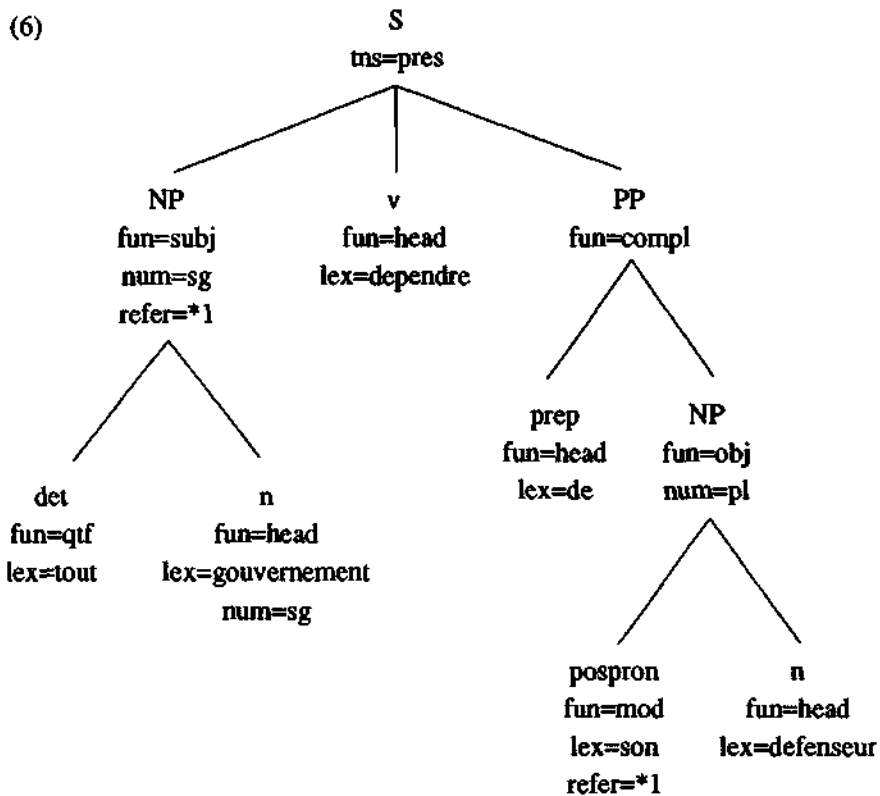 (6)
S
tns=pres
NP v PP
fun=subj fun=head fun=compl
num=sg lex=dependre
refer=*1
prep NP
fun=head fun=obj
lex=de num=pl
det n
fun=qtf fun=head
lex=tout lex=gouvernement
num=sg
pospron n
fun=mod fun=head
lex=son lex=defenseur
refer=*1